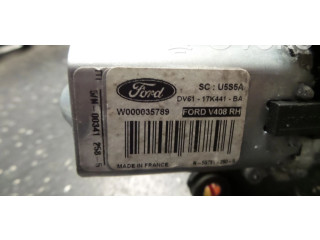 Ford
SC : U5S5A
DV61 - 17K441 - BA
W000035789 FORD V408 RH
MADE IN FRANCE